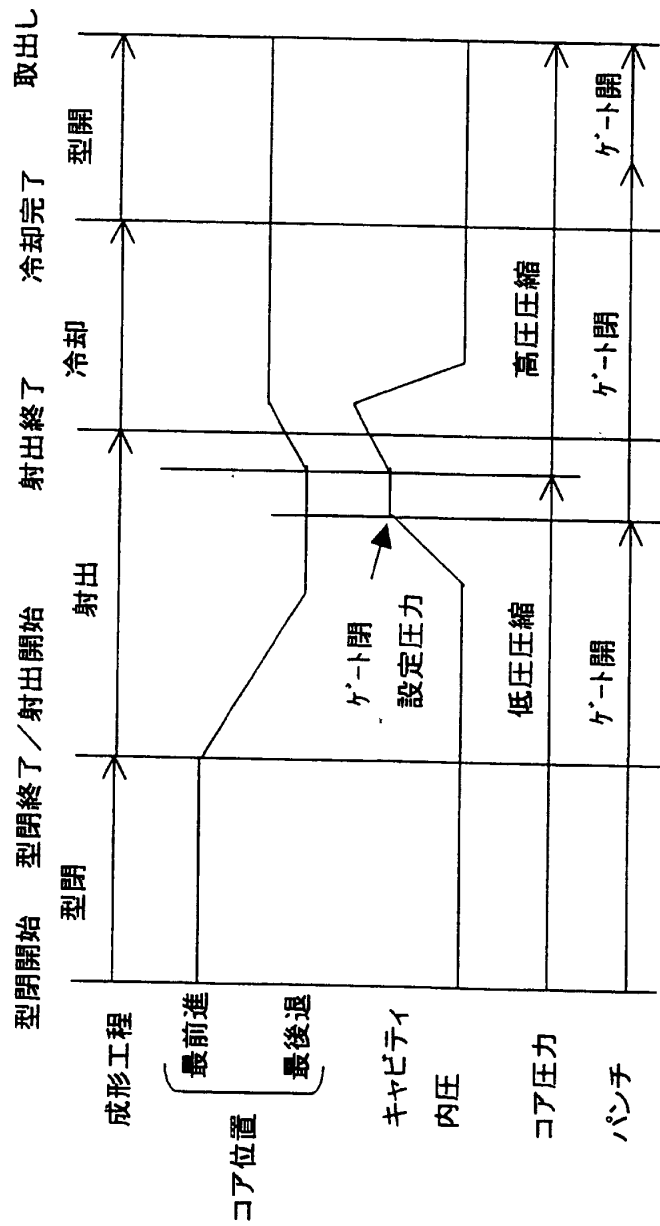 型閉開始 型閉終了／射出開始 射出終了 冷却完了 取出し
成形工程 型閉 射出 冷却 型開
コア位置
最前進
最後退
キャビティ
内圧
ゲート閉
設定圧力
コア圧力 低圧圧縮 高圧圧縮
パンチ ゲート開 ゲート閉 ゲート開